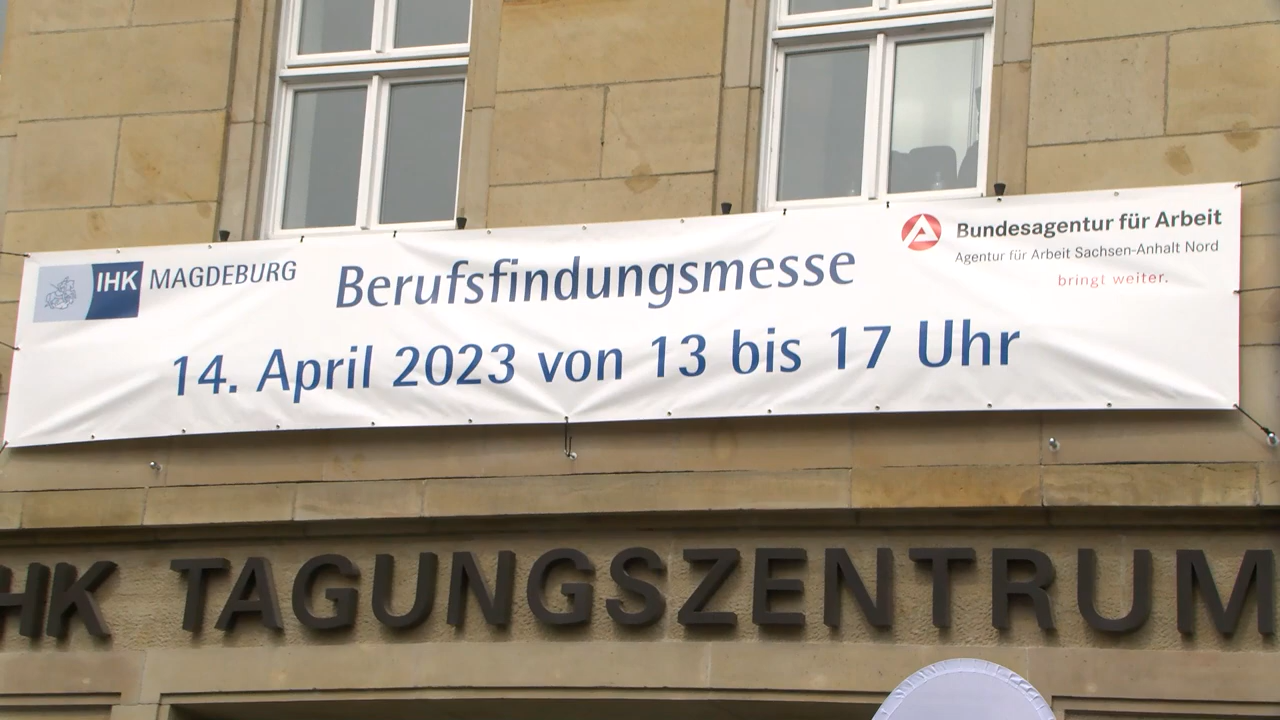 IHK MAGDEBURG
Berufsfindungsmesse
14. April 2023 von 13 bis 17 Uhr
Bundesagentur für Arbeit
Agentur für Arbeit Sachsen-Anhalt Nord
bringt weiter.
IHK TAGUNGSZENTRUM